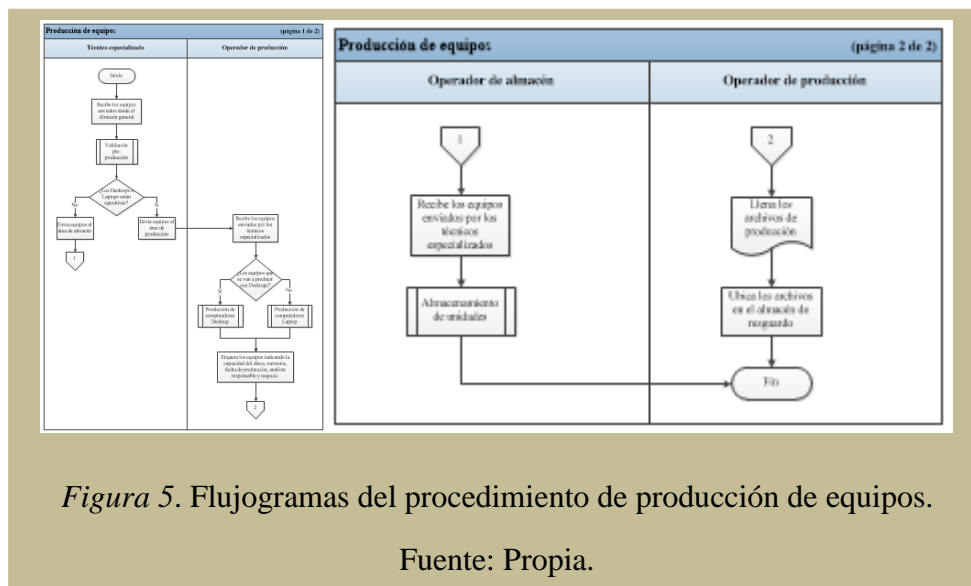 Producción de equipos (página 1 de 2)
Técnico especializado Operador de producción
Inicio
Recibe los equipos
enviados desde el
Almacén general
Validación
pre-
producción
¿Los Desktops o
Laptops están
operativos?
No
Si
Envía equipos al
área de almacén
Envía equipos al
área de
producción
1
Recibe los equipos
enviados por los
técnicos
especializados
¿Los equipos que
se van a producir
son Desktops?
Si
No
Producción de
computadores
Desktop
Producción de
computadores
Laptop
Etiqueta los equipos indicando la
capacidad del disco, memoria,
fecha de producción, analista
responsable y negocio
2
Producción de equipos (página 2 de 2)
Operador de almacén Operador de producción
1
Recibe los equipos
enviados por los
técnicos
especializados
Almacenamiento
de unidades
2
Llena los
archivos de
producción
Ubica los archivos
en el almacén de
resguardo
Fin
Figura 5. Flujogramas del procedimiento de producción de equipos.
Fuente: Propia.